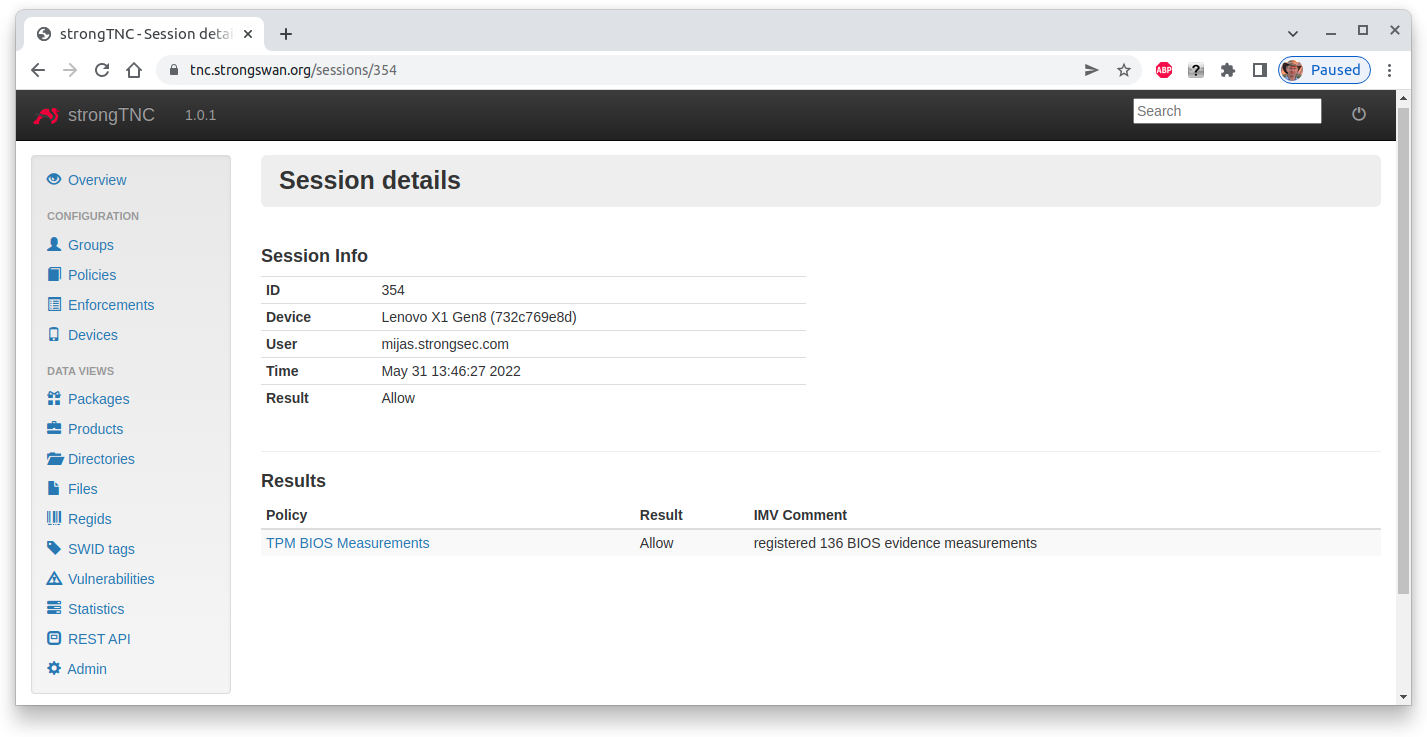 strongTNC - Session detai
tnc.strongswan.org/sessions/354
ABP
?
Paused
strongTNC 1.0.1
Search
Overview
CONFIGURATION
Groups
Policies
Enforcements
Devices
DATA VIEWS
Packages
Products
Directories
Files
Regids
SWID tags
Vulnerabilities
Statistics
REST API
Admin
Session details
Session Info
ID 354
Device Lenovo X1 Gen8 (732c769e8d)
User mijas.strongsec.com
Time May 31 13:46:27 2022
Result Allow
Results
Policy Result IMV Comment
TPM BIOS Measurements Allow registered 136 BIOS evidence measurements